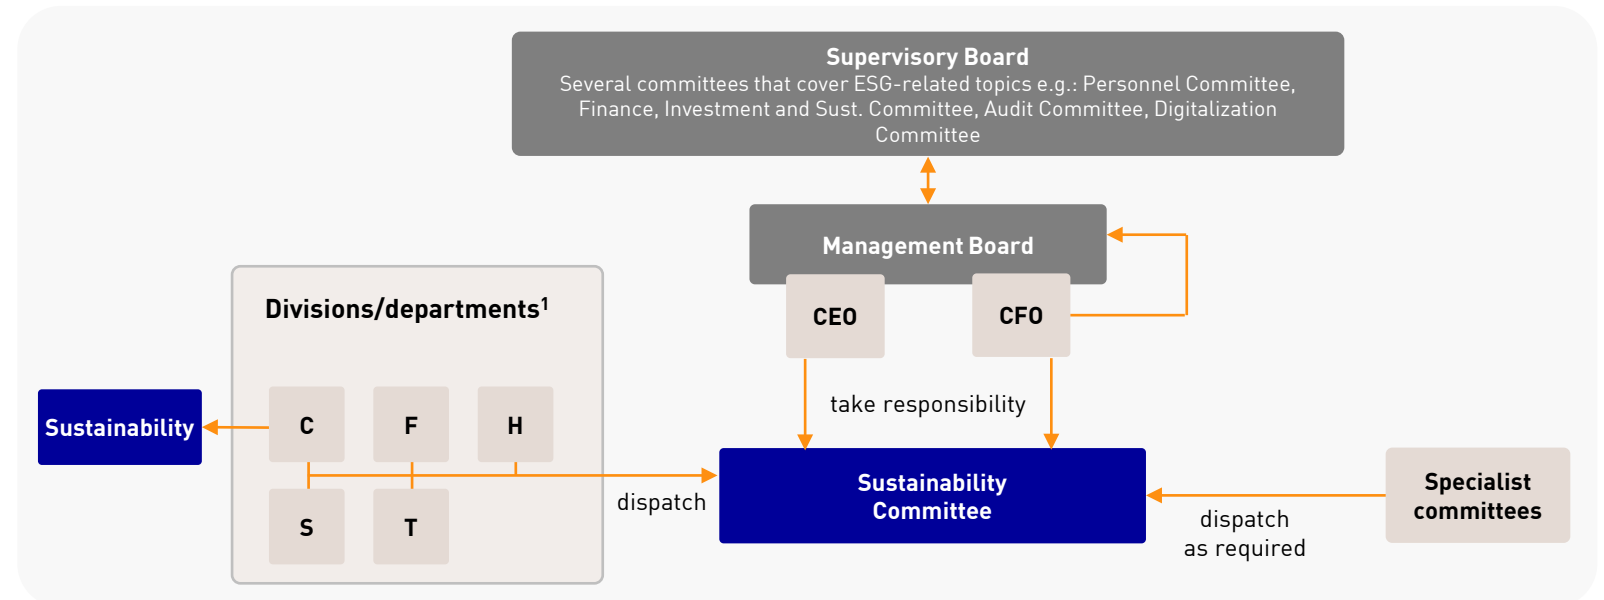 Supervisory Board
Several committees that cover ESG-related topics e.g.: Personnel Committee,
Finance, Investment and Sust. Committee, Audit Committee, Digitalization
Committee
Management Board
CEO
CFO
take responsibility
Divisions/departments¹
Sustainability
C
F
H
S
T
dispatch
Sustainability
Committee
dispatch
as required
Specialist
committees